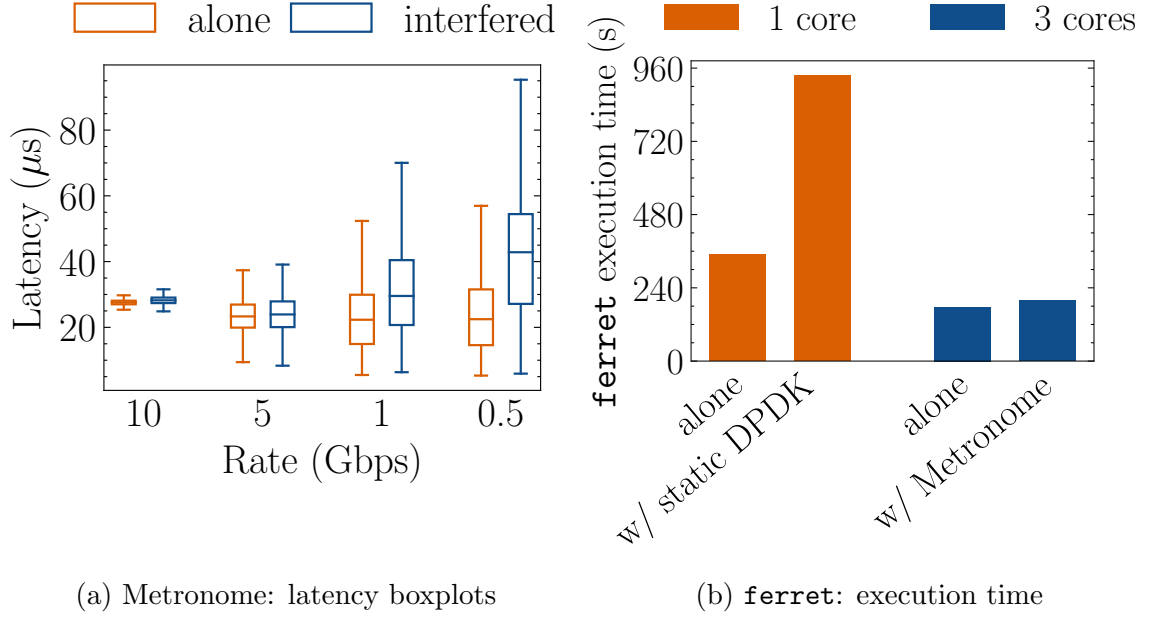 alone interfered
Latency (μs)
80
60
40
20
10 5 1 0.5
Rate (Gbps)
(a) Metronome: latency boxplots
1 core 3 cores
ferret execution time (s)
960
720
480
240
0
alone
w/ static DPDK
alone
w/ Metronome
(b) ferret: execution time